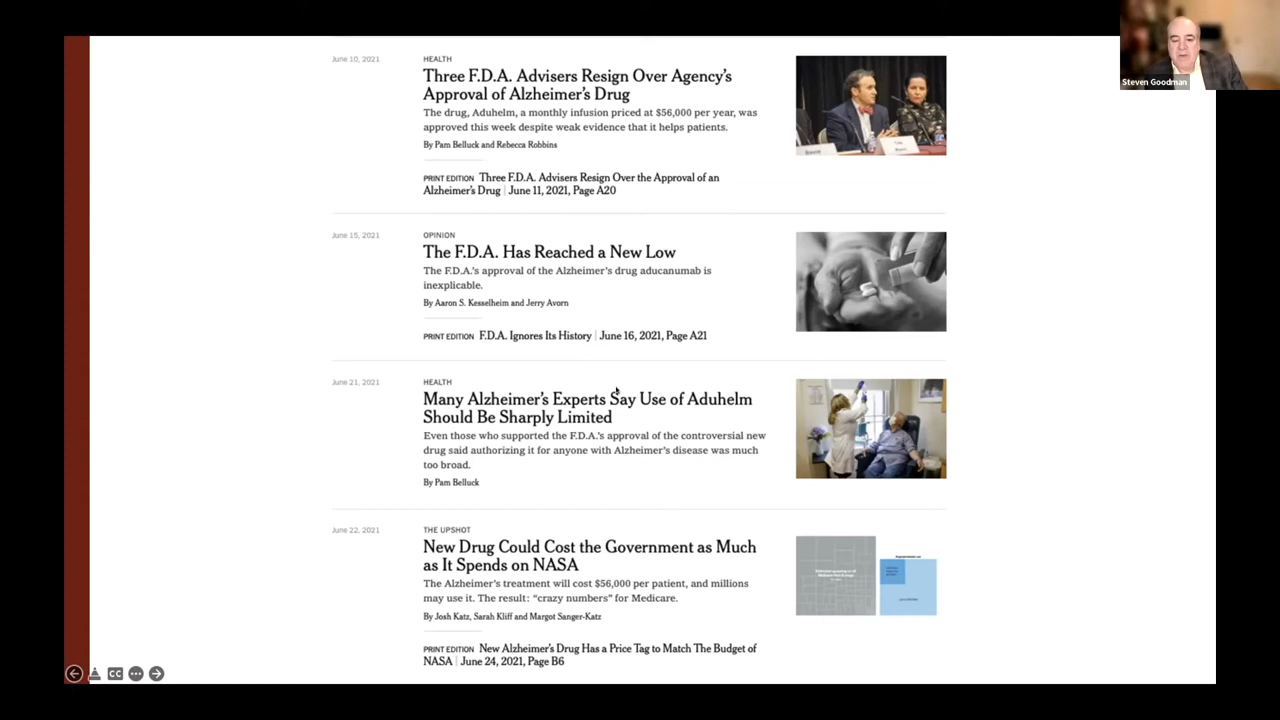 Steven Goodman
June 10, 2021
HEALTH
Three F.D.A. Advisers Resign Over Agency's
Approval of Alzheimer's Drug
The drug, Aduhelm, a monthly infusion priced at $56,000 per year, was
approved this week despite weak evidence that it helps patients.
By Pam Belluck and Rebecca Robbins
PRINT EDITION Three F.D.A. Advisers Resign Over the Approval of an
Alzheimer's Drug | June 11, 2021, Page A20
June 15, 2021
OPINION
The F.D.A. Has Reached a New Low
The F.D.A.'s approval of the Alzheimer's drug aducanumab is
inexplicable.
By Aaron S. Kesselheim and Jerry Avorn
PRINT EDITION F.D.A. Ignores Its History | June 16, 2021, Page A21
June 21, 2021
HEALTH
Many Alzheimer's Experts Say Use of Aduhelm
Should Be Sharply Limited
Even those who supported the F.D.A.'s approval of the controversial new
drug said authorizing it for anyone with Alzheimer's disease was much
too broad.
By Pam Belluck
June 22, 2021
THE UPSHOT
New Drug Could Cost the Government as Much
as It Spends on NASA
The Alzheimer's treatment will cost $56,000 per patient, and millions
may use it. The result: “crazy numbers” for Medicare.
By Josh Katz, Sarah Kliff and Margot Sanger-Katz
PRINT EDITION New Alzheimer's Drug Has a Price Tag to Match The Budget of
NASA | June 24, 2021, Page B6
CC